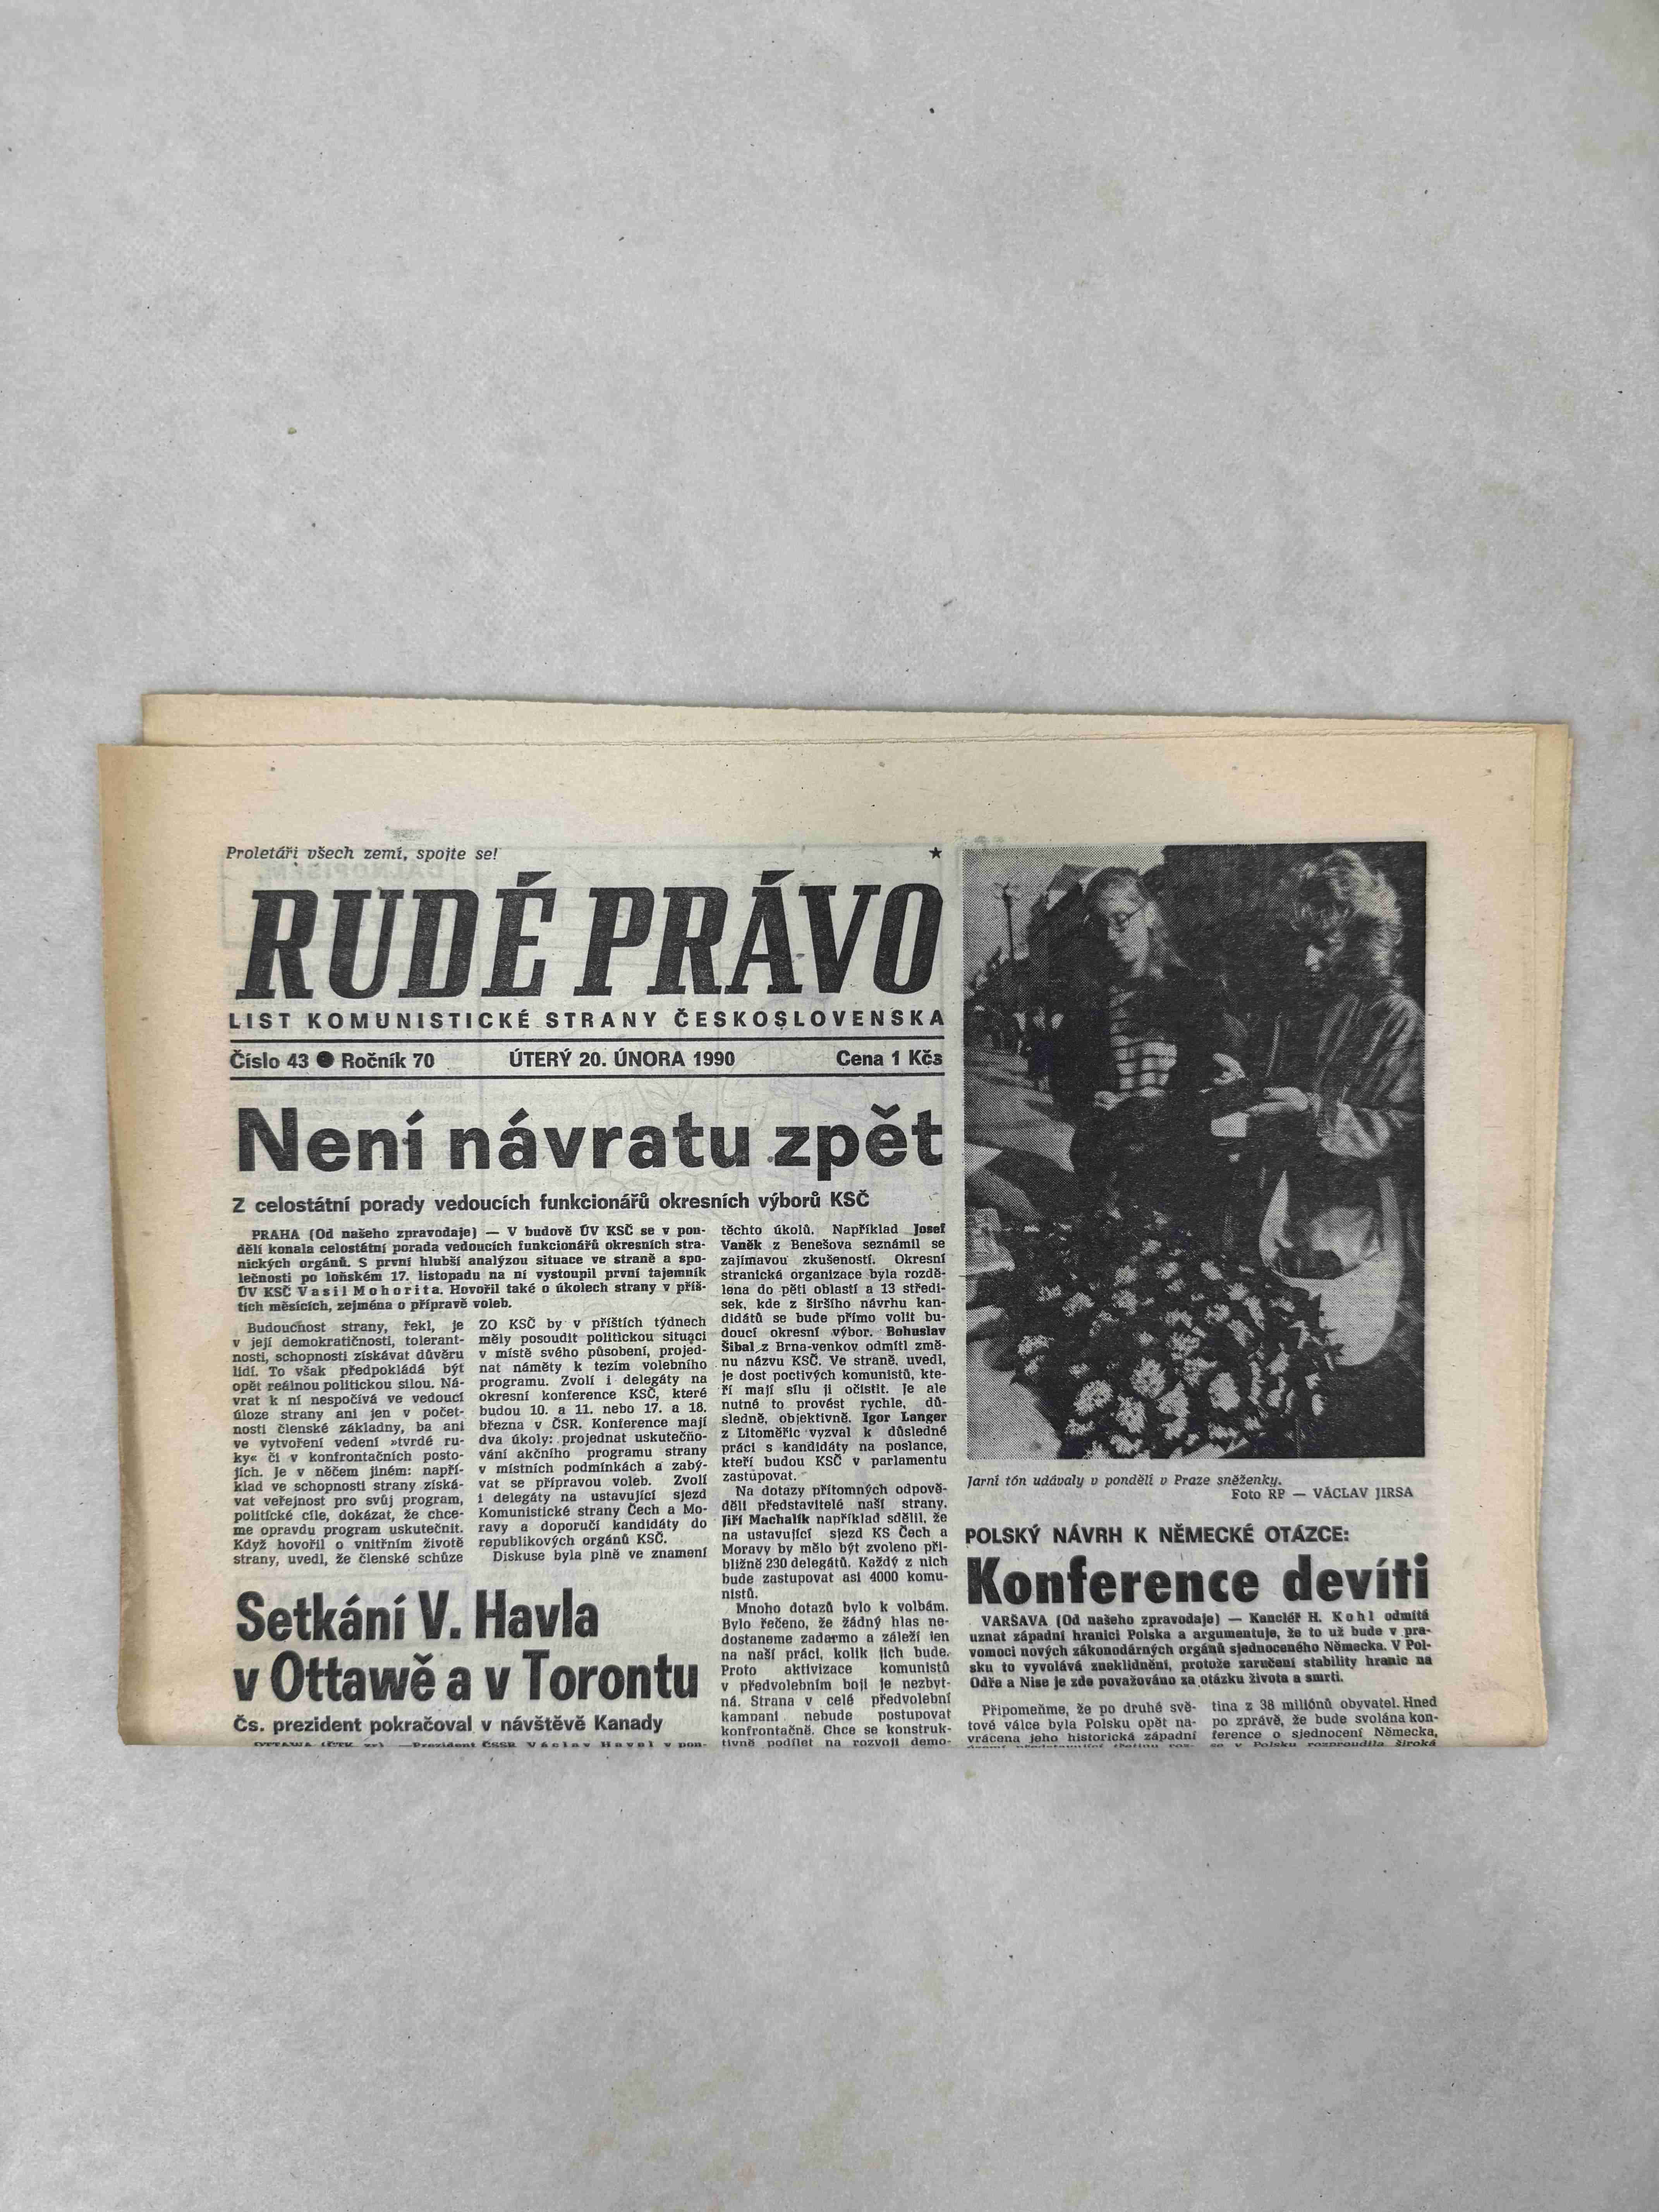 Proletáři všech zemí, spojte se!
★
RUDÉ PRÁVO
LIST KOMUNISTICKÉ STRANY ČESKOSLOVENSKA
Číslo 43 ● Ročník 70 ÚTERÝ 20. ÚNORA 1990 Cena 1 Kčs
Není návratu zpět
Z celostátní porady vedoucích funkcionářů okresních výborů KSČ
PRAHA (Od našeho zpravodaje) — V budově ÚV KSČ se v pon-
dělí konala celostátní porada vedoucích funkcionářů okresních stra-
nických orgánů. S první hlubší analýzou situace ve straně a spo-
lečnosti po loňském 17. listopadu na ní vystoupil první tajemník
ÚV KSČ Vasil Mohorita. Hovořil také o úkolech strany v příš-
tích měsících, zejména o přípravě voleb.
Budoucnost strany, řekl, je
v její demokratičnosti, tolerant-
nosti, schopnosti získávat důvěru
lidí. To však předpokládá být
opět reálnou politickou silou. Ná-
vrat k ní nespočívá ve vedoucí
úloze strany ani jen v počet-
nosti členské základny, ba ani
ve vytvoření vedení »tvrdé ru-
ky« či v konfrontačních posto-
jích. Je v něčem jiném: napří-
klad ve schopnosti strany získá-
vat veřejnost pro svůj program,
politické cíle, dokázat, že chce-
me opravdu program uskutečnit.
Když hovořil o vnitřním životě
strany, uvedl, že členské schůze
ZO KSČ by v příštích týdnech
měly posoudit politickou situaci
v místě svého působení, projed-
nat náměty k tezím volebního
programu. Zvolí i delegáty na
okresní konference KSČ, které
budou 10. a 11. nebo 17. a 18.
března v ČSR. Konference mají
dva úkoly: projednat uskutečňo-
vání akčního programu strany
v místních podmínkách a zabý-
vat se přípravou voleb. Zvolí
i delegáty na ustavující sjezd
Komunistické strany Čech a Mo-
ravy a doporučí kandidáty do
republikových orgánů KSČ.
Diskuse byla plně ve znamení
těchto úkolů. Například Josef
Vaněk z Benešova seznámil se
zajímavou zkušeností. Okresní
stranická organizace byla rozdě-
lena do pěti oblastí a 13 středi-
sek, kde z širšího návrhu kan-
didátů se bude přímo volit bu-
doucí okresní výbor. Bohuslav
Šibal z Brna-venkov odmítl změ-
nu názvu KSČ. Ve straně, uvedl,
je dost poctivých komunistů, kte-
ří mají sílu ji očistit. Je ale
nutné to provést rychle, dů-
sledně, objektivně. Igor Langer
z Litoměřic vyzval k důsledné
práci s kandidáty na poslance,
kteří budou KSČ v parlamentu
zastupovat.
Na dotazy přítomných odpově-
děli představitelé naší strany.
Jiří Machalík například sdělil, že
na ustavující sjezd KS Čech a
Moravy by mělo být zvoleno při-
bližně 230 delegátů. Každý z nich
bude zastupovat asi 4000 komu-
nistů.
Mnoho dotazů bylo k volbám.
Bylo řečeno, že žádný hlas ne-
dostaneme zadarmo a záleží jen
na naší práci, kolik jich bude.
Proto aktivizace komunistů
v předvolebním boji je nezbyt-
ná. Strana v celé předvolební
kampani nebude postupovat
konfrontačně. Chce se konstruk-
tivně podílet na rozvoji demo-
Setkání V. Havla
v Ottawě a v Torontu
Čs. prezident pokračoval v návštěvě Kanady
OTTAWA (ČTK, zr) — Prezident ČSSR Václav Havel v pon-
Jarní tón udávaly v pondělí v Praze sněženky.
Foto RP — VÁCLAV JIRSA
POLSKÝ NÁVRH K NĚMECKÉ OTÁZCE:
Konference devíti
VARŠAVA (Od našeho zpravodaje) — Kancléř H. Kohl odmítá
uznat západní hranici Polska a argumentuje, že to už bude v pra-
vomoci nových zákonodárných orgánů sjednoceného Německa. V Pol-
sku to vyvolává zneklidnění, protože zaručení stability hranic na
Odře a Nise je zde považováno za otázku života a smrti.
Připomeňme, že po druhé svě-
tové válce byla Polsku opět na-
vrácena jeho historická západní
tina z 38 miliónů obyvatel. Hned
po zprávě, že bude svolána kon-
ference o sjednocení Německa,
se v Polsku rozproudila široká